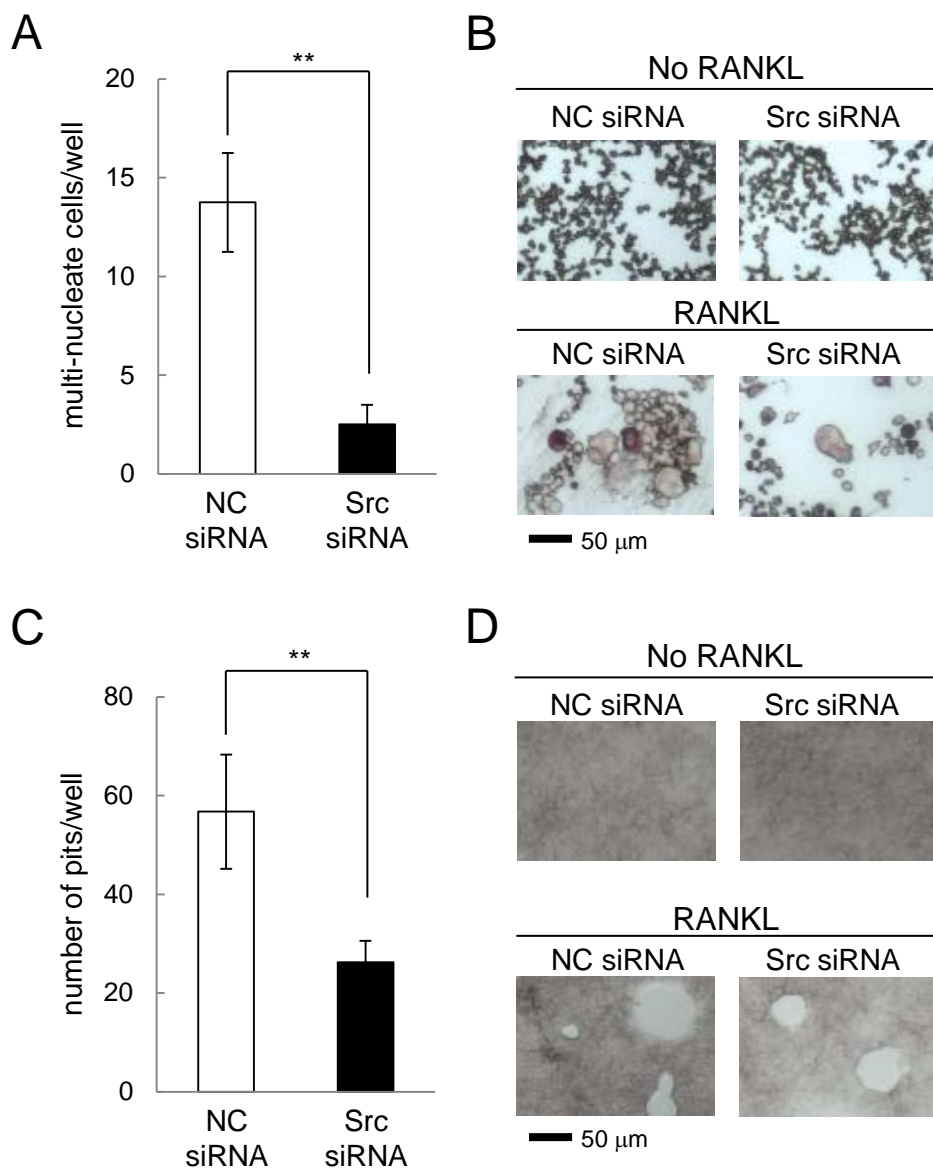 A
**
20
15
10
5
0
multi-nucleate cells/well
NC
siRNA
Src
siRNA
B
No RANKL
NC siRNA
Src siRNA
RANKL
NC siRNA
Src siRNA
50 μm
C
**
80
60
40
20
0
number of pits/well
NC
siRNA
Src
siRNA
D
No RANKL
NC siRNA
Src siRNA
RANKL
NC siRNA
Src siRNA
50 μm